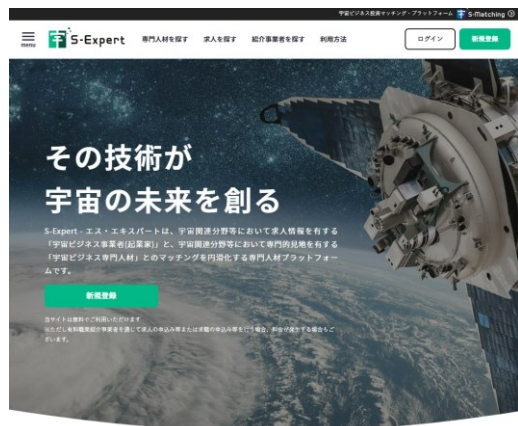 宇宙ビジネス投資マッチング・プラットフォーム S-Matching
menu S-Expert 専門人材を探す 求人を探す 紹介事業者を探す 利用方法 ログイン 新規登録
その技術が
宇宙の未来を創る
S-Expert - エス・エキスパートは、宇宙関連分野等において求人情報を有する
「宇宙ビジネス事業者(起業家)」と、宇宙関連分野等において専門的見地を有する
「宇宙ビジネス専門人材」とのマッチングを円滑化する専門人材プラットフォー
ムです。
新規登録
当サイトは無料でご利用いただけます
※ただし有料職業紹介事業者を通じて求人の申込み等または求職の申込み等を行う場合、料金が発生する場合もご
ざいます。